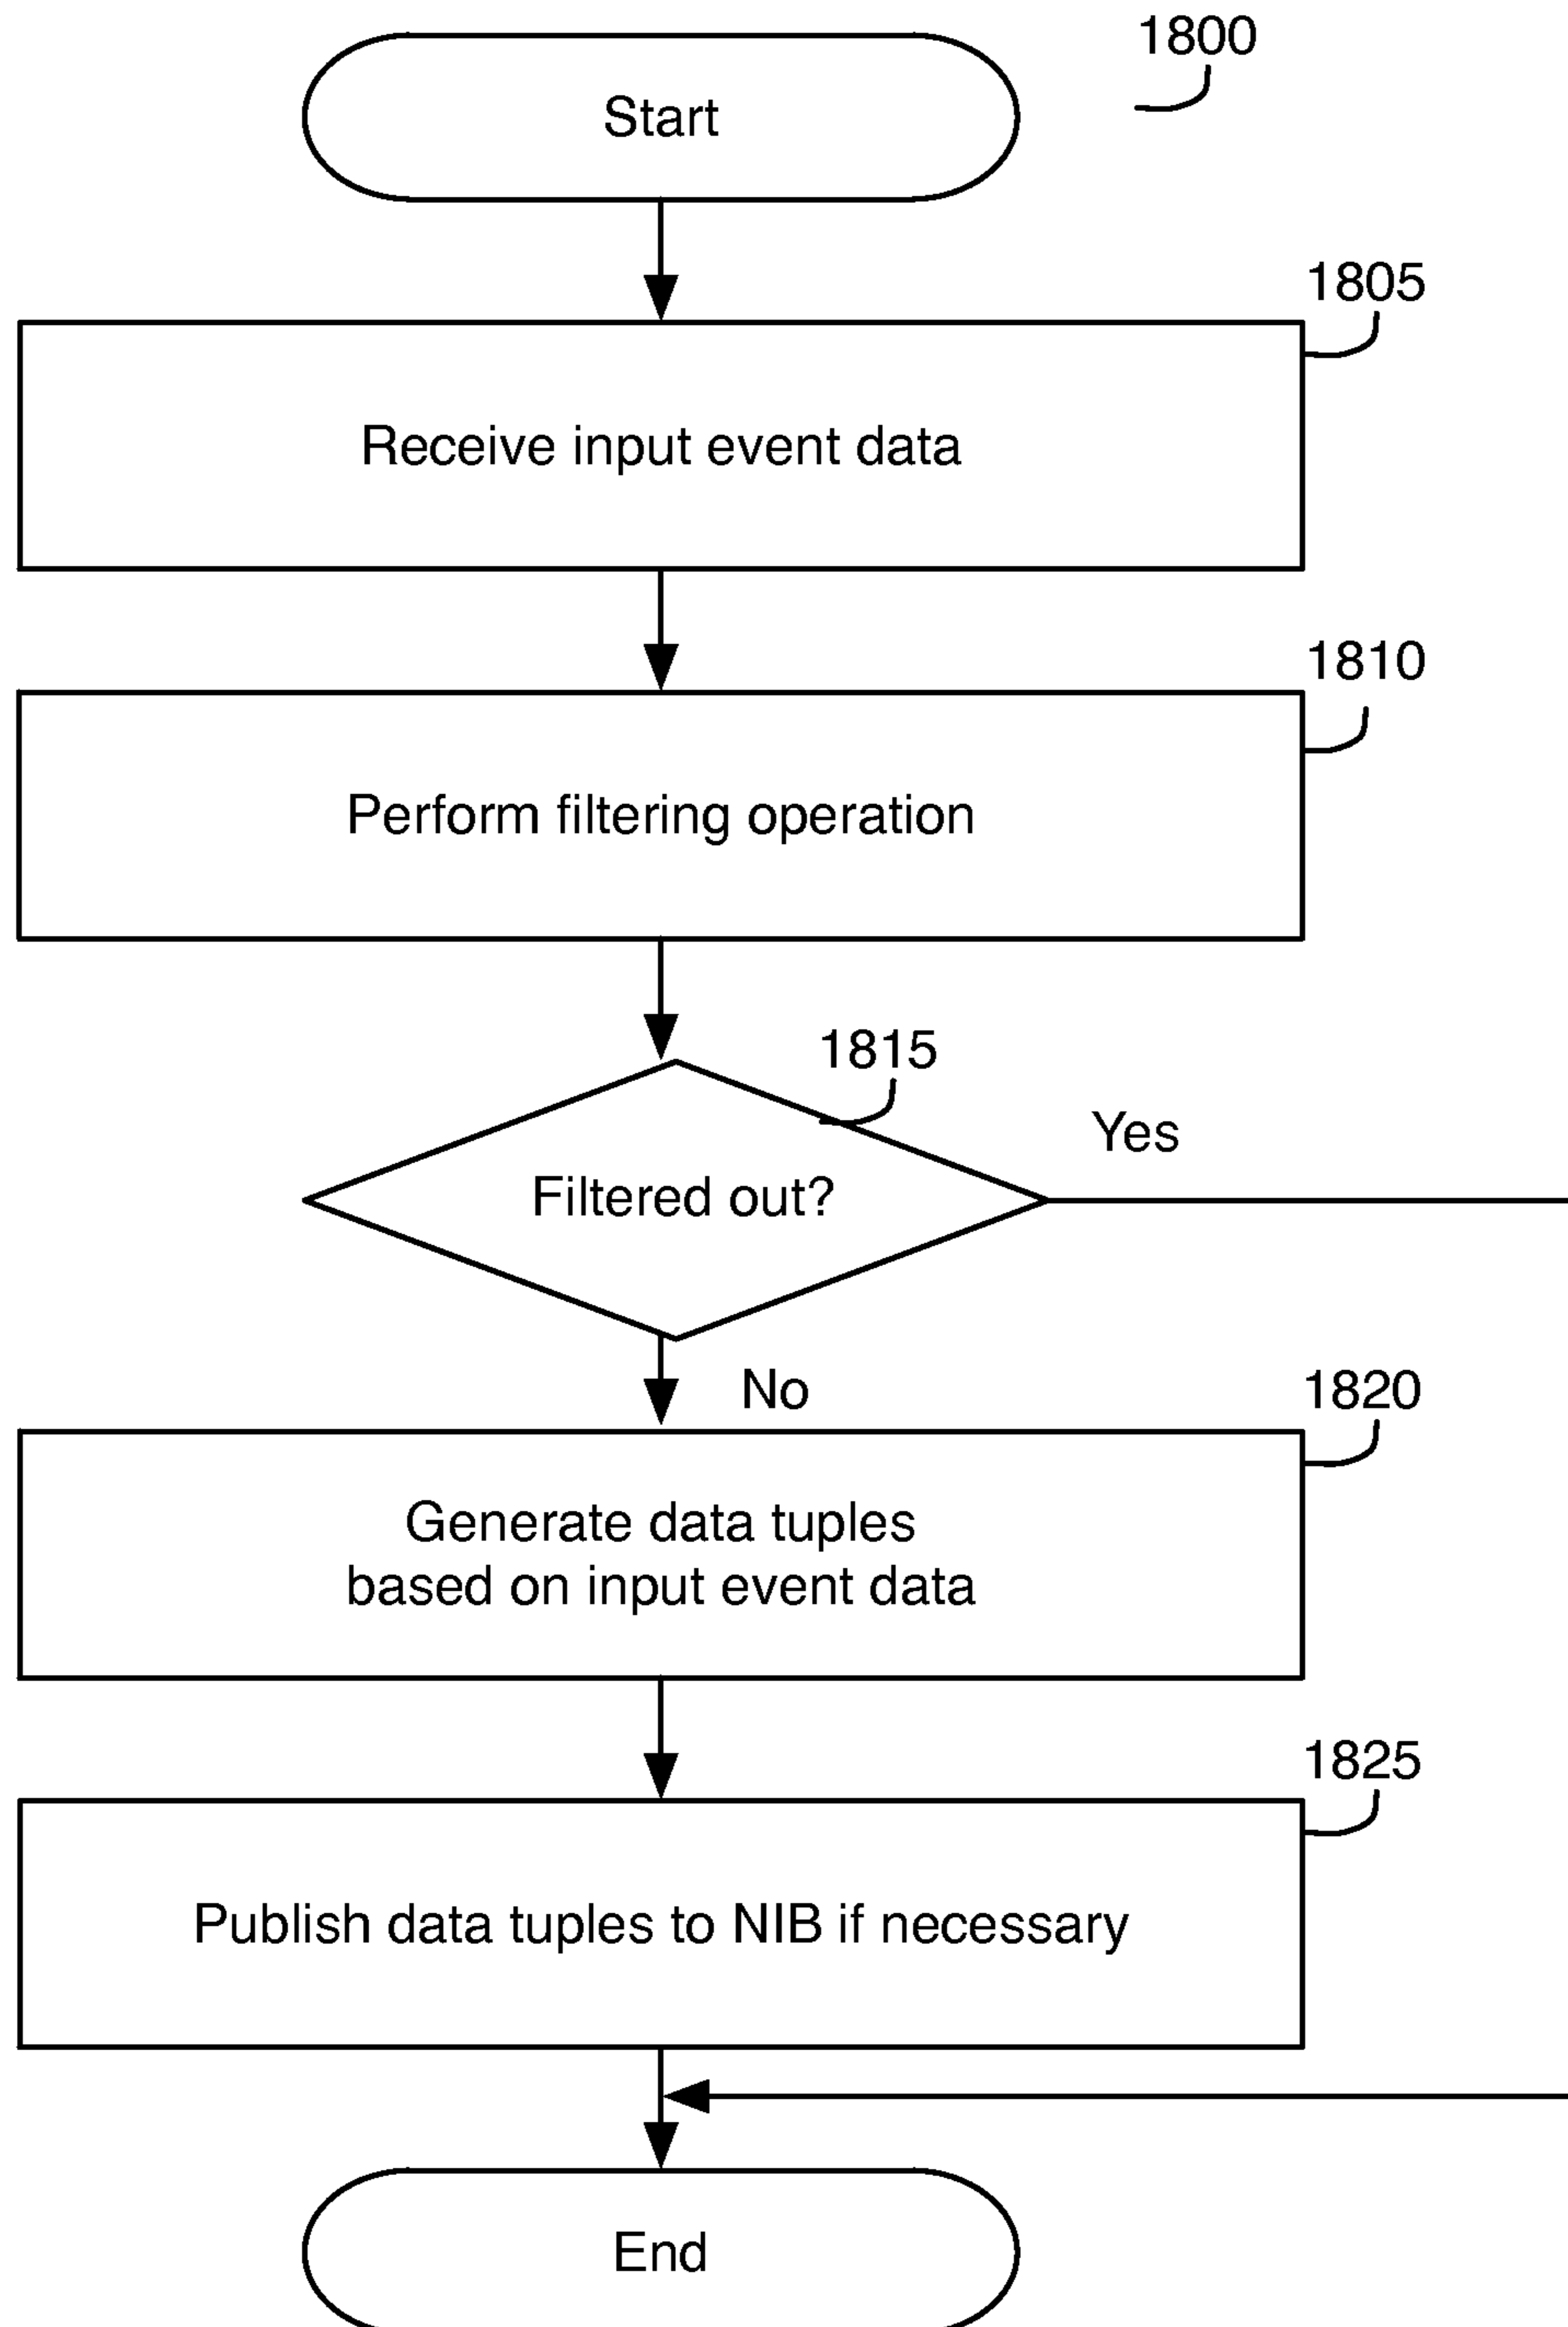 1800
Start
1805
Receive input event data
1810
Perform filtering operation
1815
Yes
Filtered out?
No
1820
Generate data tuples
based on input event data
1825
Publish data tuples to NIB if necessary
End